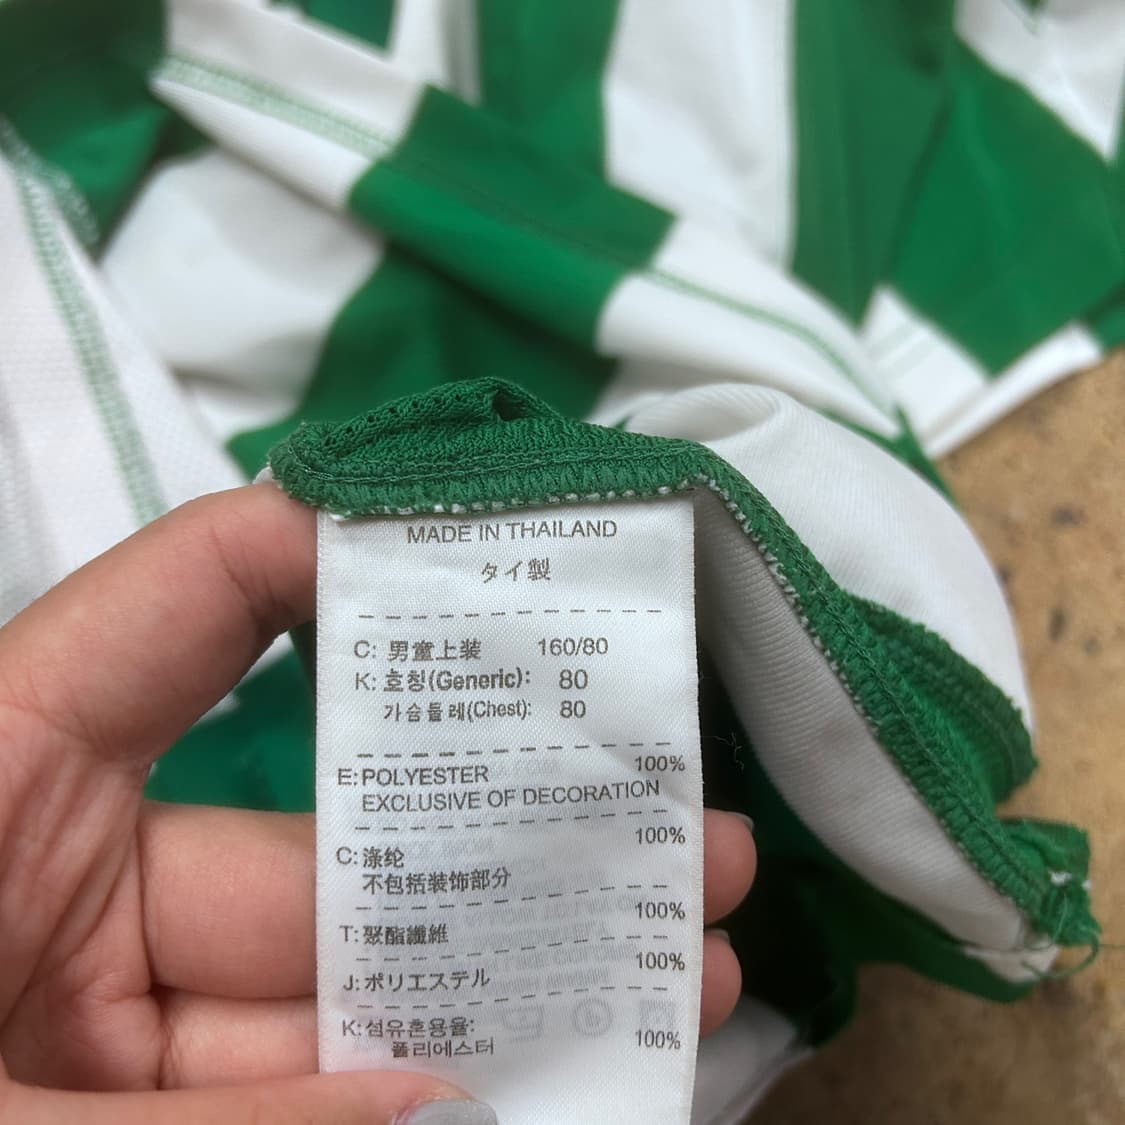 MADE IN THAILAND
タイ製
C: 男童上装 160/80
K: 호칭(Generic): 80
가슴둘레(Chest): 80
E: POLYESTER 100%
EXCLUSIVE OF DECORATION
C: 涤纶 100%
不包括装饰部分
T: 聚酯纖維 100%
J: ポリエステル 100%
K: 섬유혼용율:
폴리에스터 100%